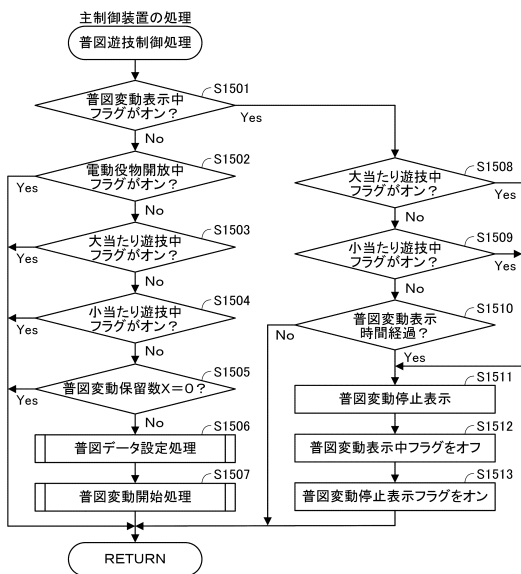 主制御装置の処理
普図遊技制御処理
S1501
普図変動表示中
フラグがオン？
Yes
No
S1502
電動役物開放中
フラグがオン？
Yes
No
S1503
大当たり遊技中
フラグがオン？
Yes
No
S1504
小当たり遊技中
フラグがオン？
Yes
No
S1505
普図変動保留数X＝0？
Yes
No
S1506
普図データ設定処理
S1507
普図変動開始処理
S1508
大当たり遊技中
フラグがオン？
Yes
No
S1509
小当たり遊技中
フラグがオン？
Yes
No
S1510
普図変動表示
時間経過？
No
Yes
S1511
普図変動停止表示
S1512
普図変動表示中フラグをオフ
S1513
普図変動停止表示フラグをオン
RETURN